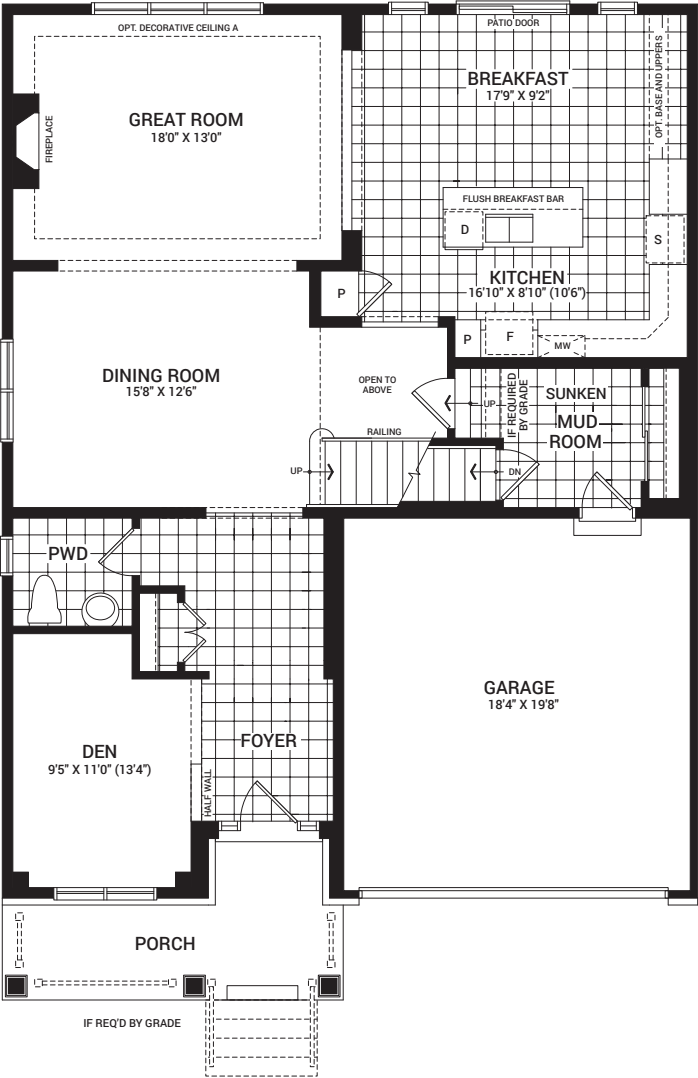 OPT. DECORATIVE CEILING A
PATIO DOOR
GREAT ROOM
18'0" X 13'0"
FIREPLACE
BREAKFAST
17'9" X 9'2"
OPT. BASE AND UPPERS
FLUSH BREAKFAST BAR
D
S
KITCHEN
16'10" X 8'10" (10'6")
P
P
F
MW
DINING ROOM
15'8" X 12'6"
OPEN TO
ABOVE
RAILING
UP
UP
IF REQUIRED
BY GRADE
SUNKEN
MUD
ROOM
DN
PWD
GARAGE
18'4" X 19'8"
FOYER
DEN
9'5" X 11'0" (13'4")
HALF WALL
PORCH
IF REQ'D BY GRADE